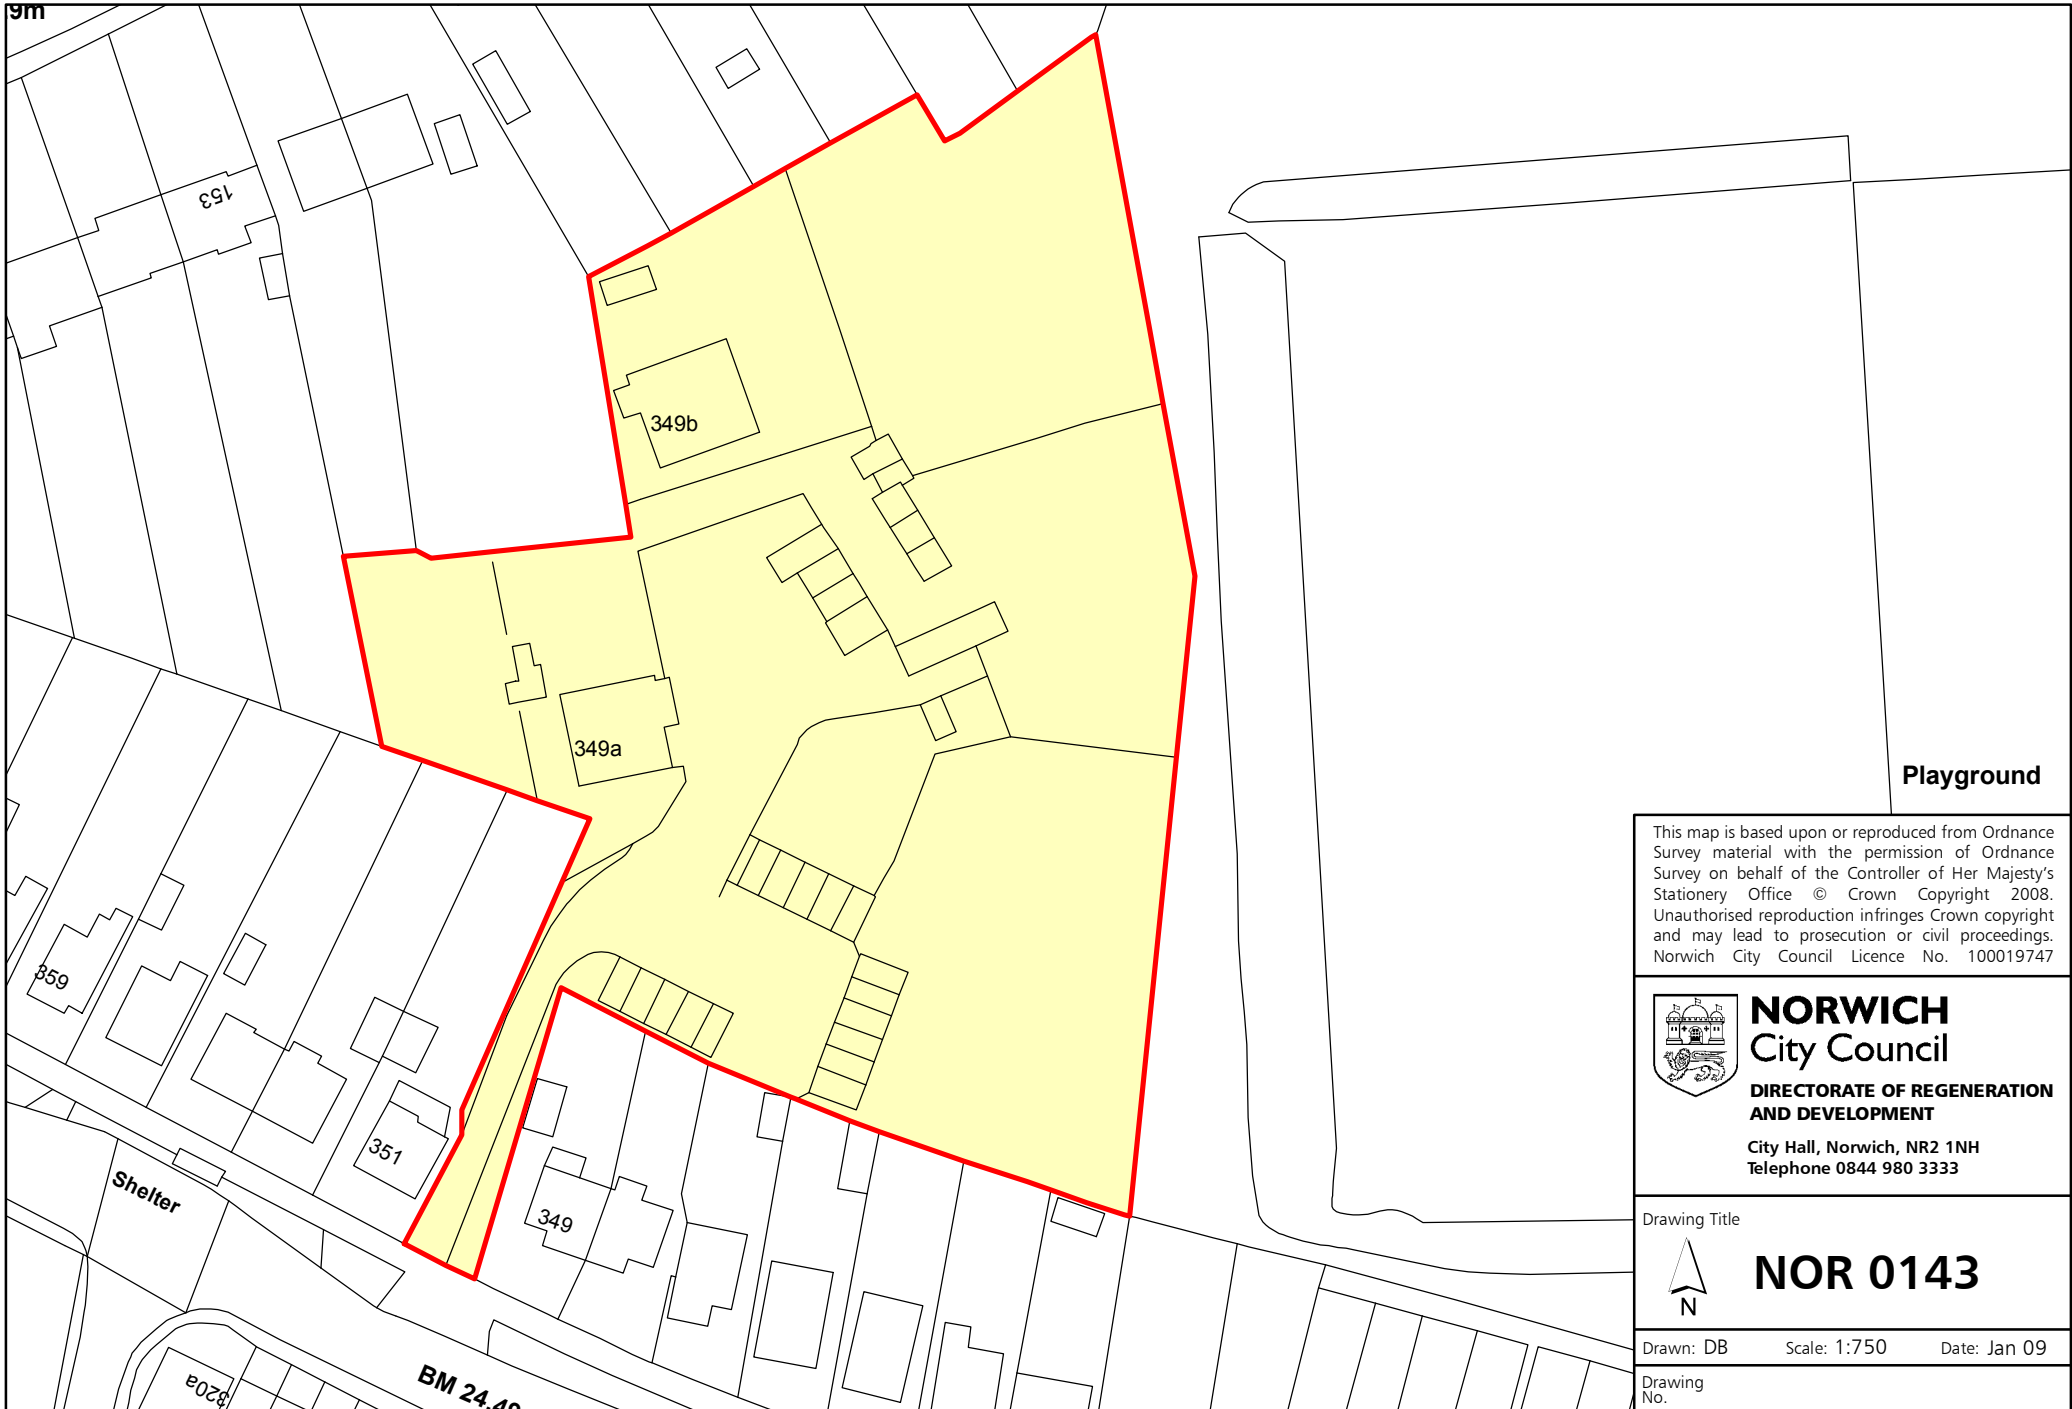 9m
153
349b
349a
Playground
359
351
349
Shelter
320a
BM 24.49
This map is based upon or reproduced from Ordnance
Survey material with the permission of Ordnance
Survey on behalf of the Controller of Her Majesty's
Stationery Office © Crown Copyright 2008.
Unauthorised reproduction infringes Crown copyright
and may lead to prosecution or civil proceedings.
Norwich City Council Licence No. 100019747
NORWICH
City Council
DIRECTORATE OF REGENERATION
AND DEVELOPMENT
City Hall, Norwich, NR2 1NH
Telephone 0844 980 3333
Drawing Title
N
NOR 0143
Drawn: DB Scale: 1:750 Date: Jan 09
Drawing
No.